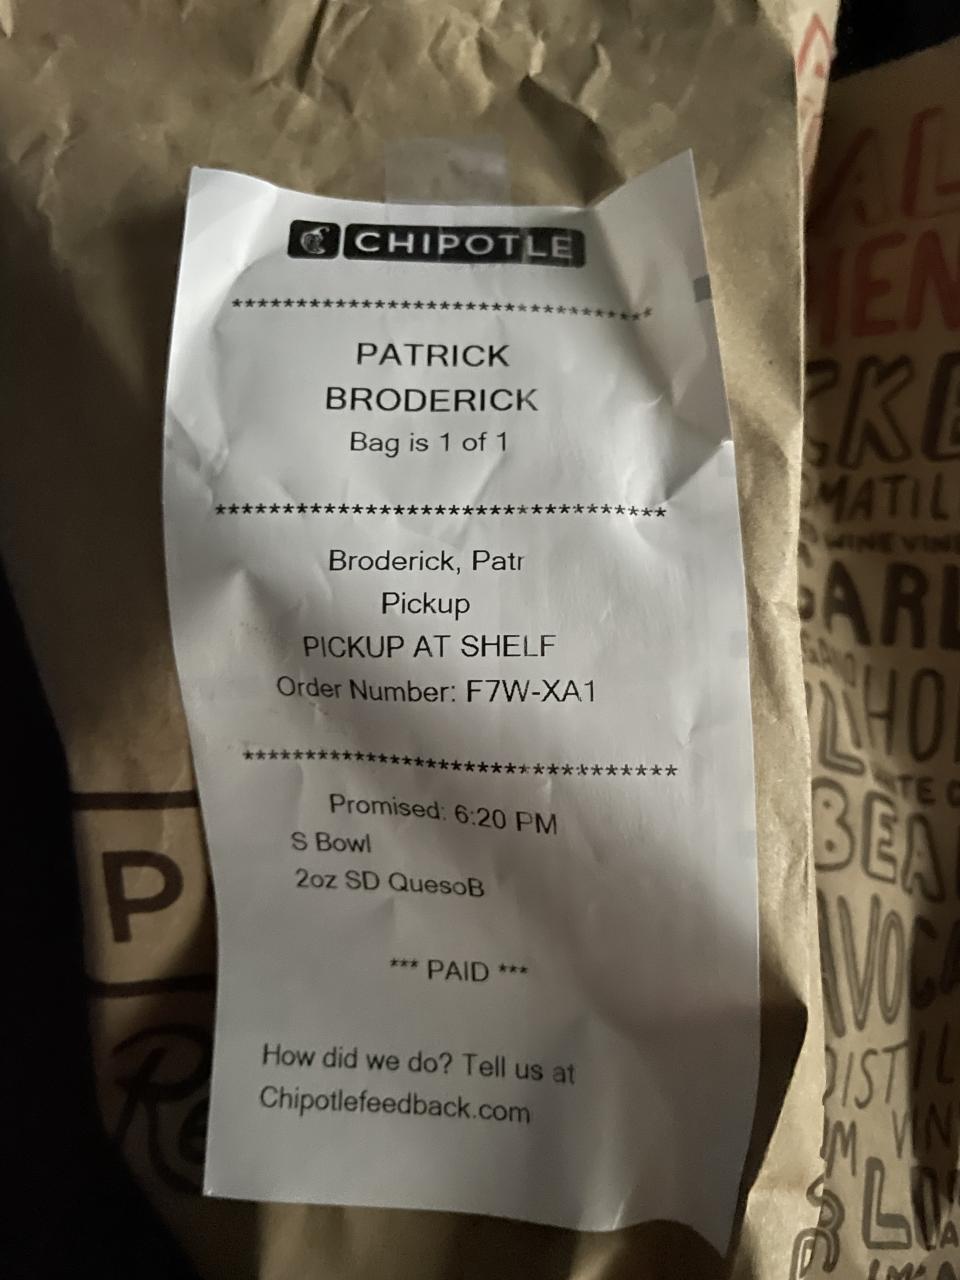 CHIPOTLE
*********************************
PATRICK
BRODERICK
Bag is 1 of 1
*********************************
Broderick, Patr
Pickup
PICKUP AT SHELF
Order Number: F7W-XA1
*********************************
Promised: 6:20 PM
S Bowl
2oz SD QuesoB
*** PAID ***
How did we do? Tell us at
Chipotlefeedback.com
P